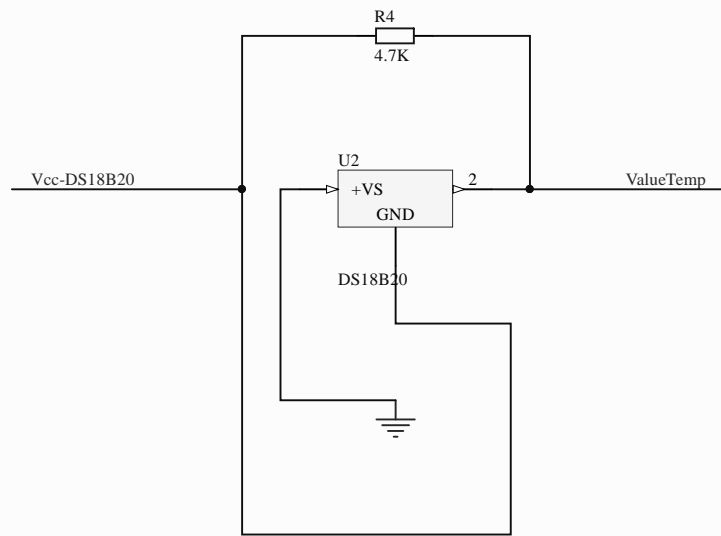 R4
4.7K
U2
Vcc-DS18B20
+VS
2
ValueTemp
GND
DS18B20